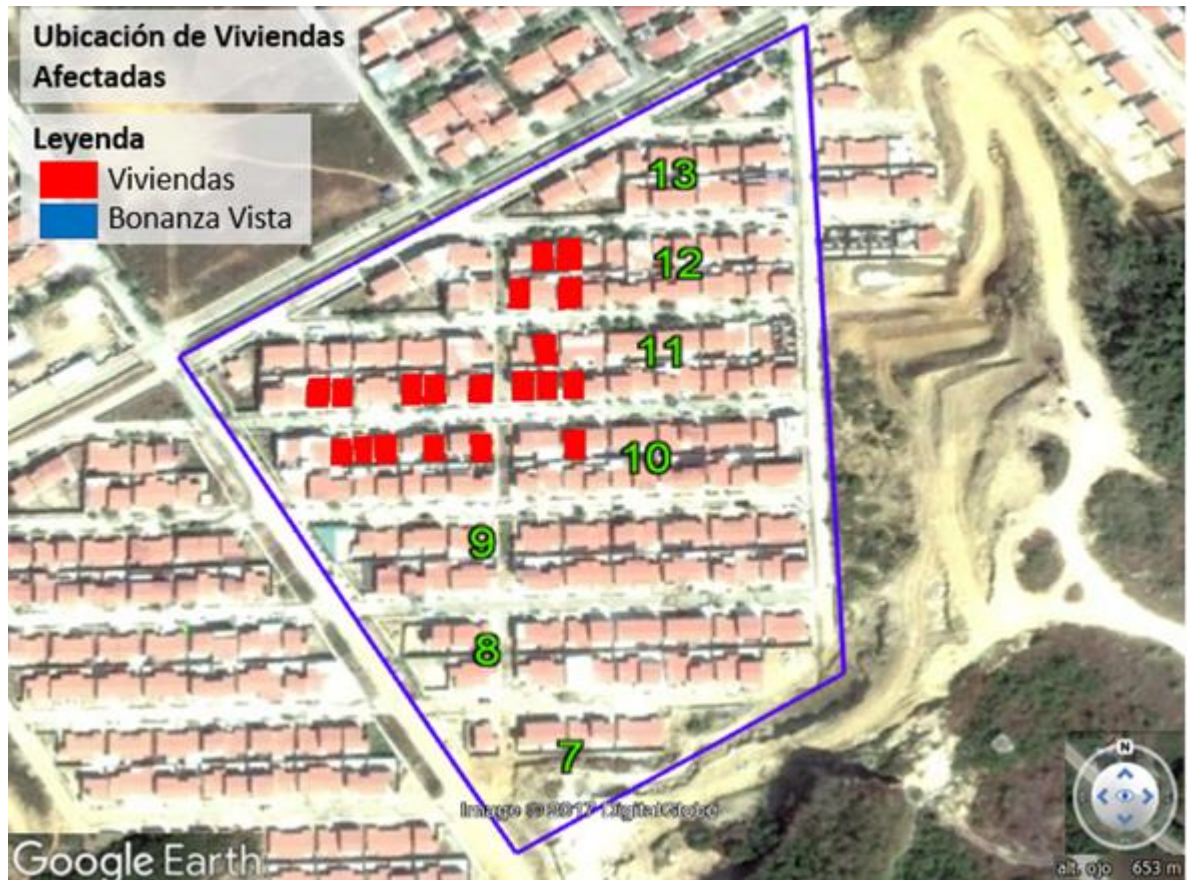 Ubicación de Viviendas
Afectadas
Leyenda
Viviendas
Bonanza Vista
13
12
11
10
9
8
7
Image © 2017 DigitalGlobe
N
Google Earth
alt. ojo 653 m